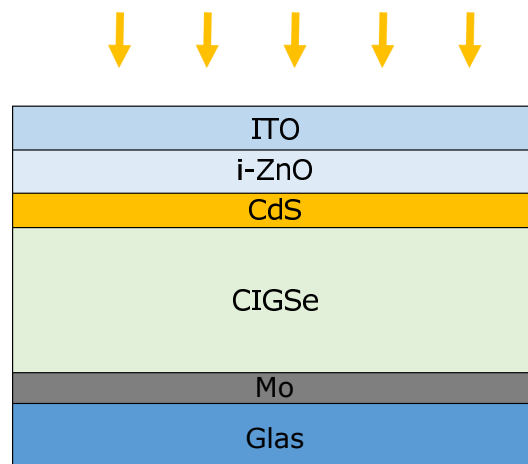 ITO
i-ZnO
CdS
CIGSe
Mo
Glas